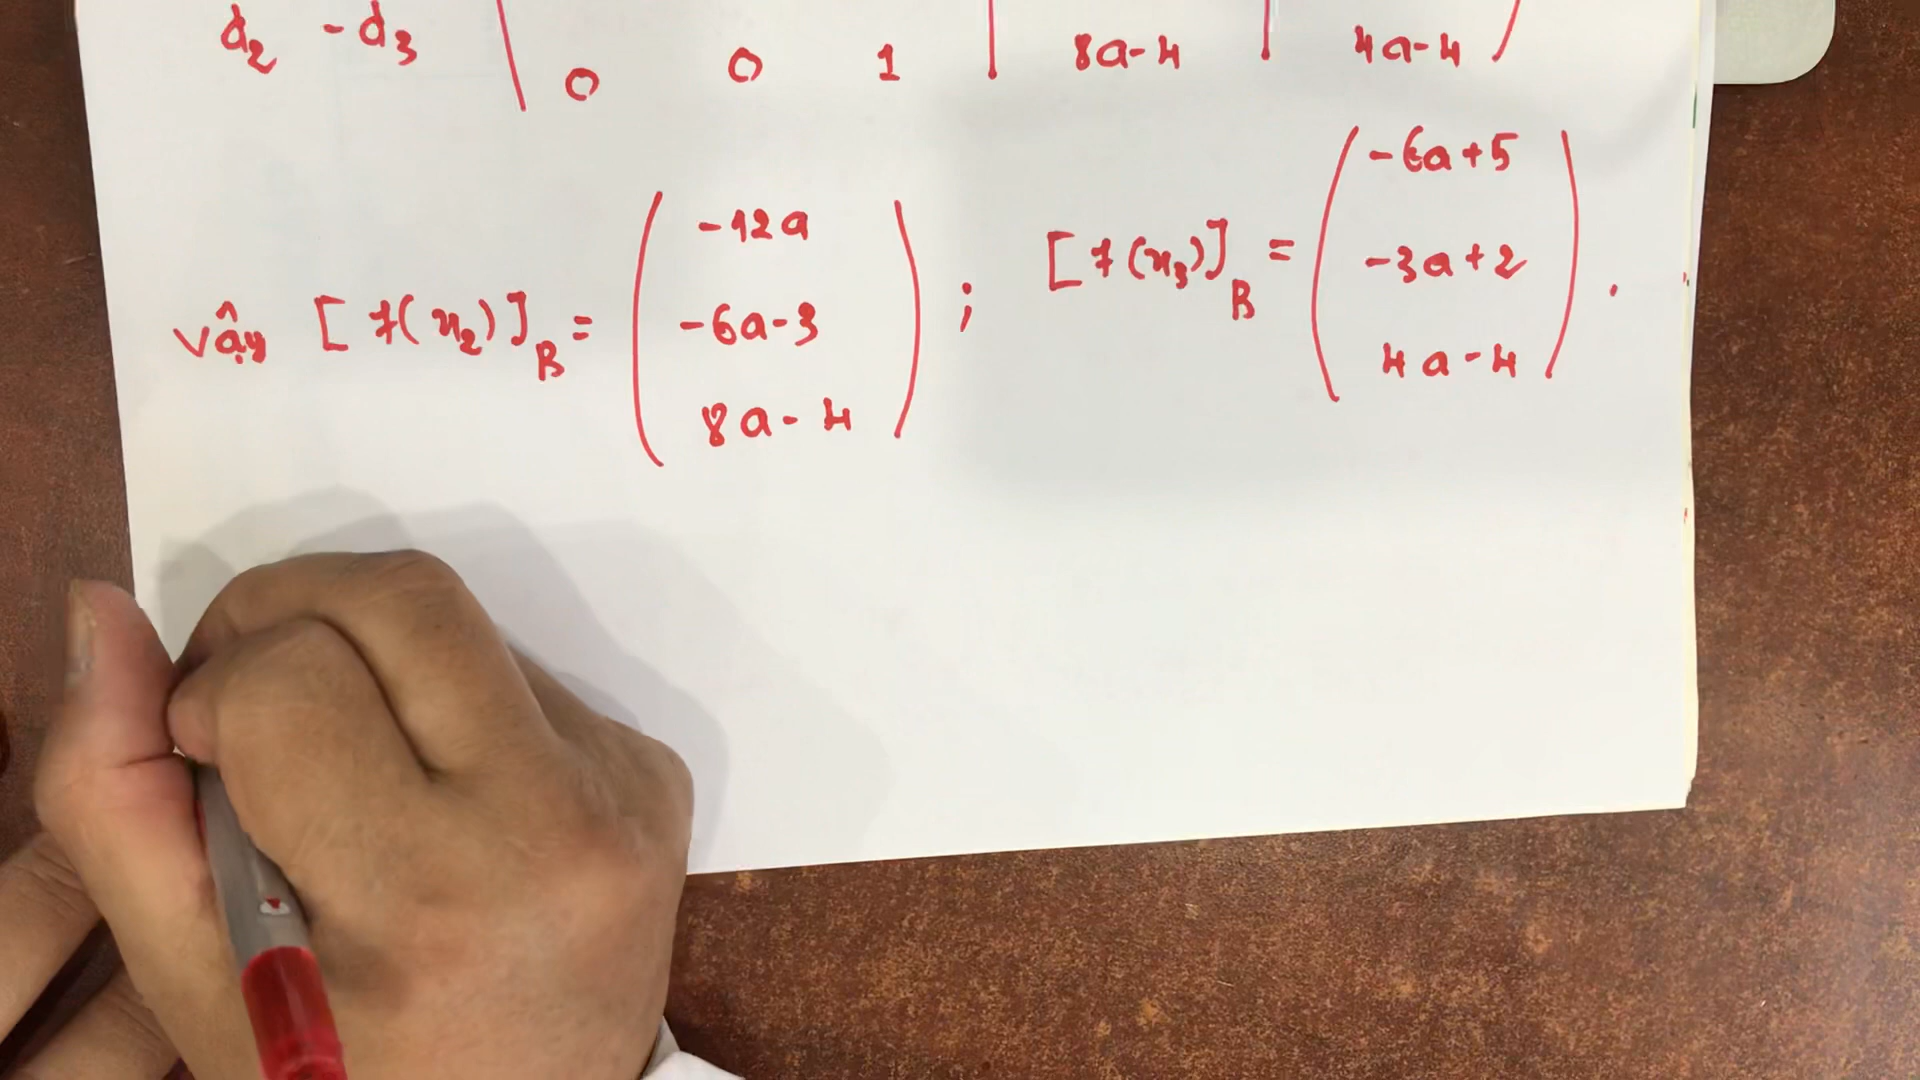 d₂ - d₃ | 0 0 1 | 8a-4 | 4a-4 )
vậy [f(x₂)]_B = ( -12a
-6a-3
8a-4 ) ; [f(x₃)]_B = ( -6a+5
-3a+2
4a-4 ) .